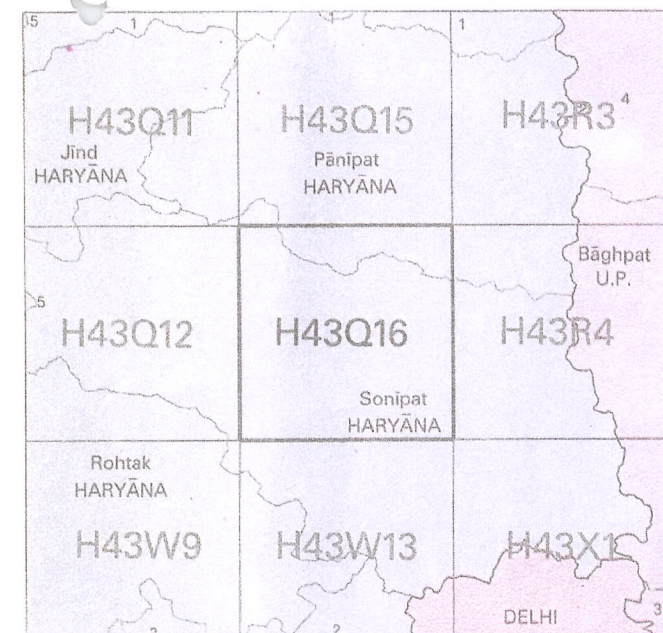 5 1 1
H43Q11 H43Q15 H43R3 4
Jīnd
HARYĀNA
Pānīpat
HARYĀNA
Bāghpat
U.P.
5
H43Q12 H43Q16 H43R4
Sonīpat
HARYĀNA
Rohtak
HARYĀNA
H43W9 H43W13 H43X1
3
DELHI
2